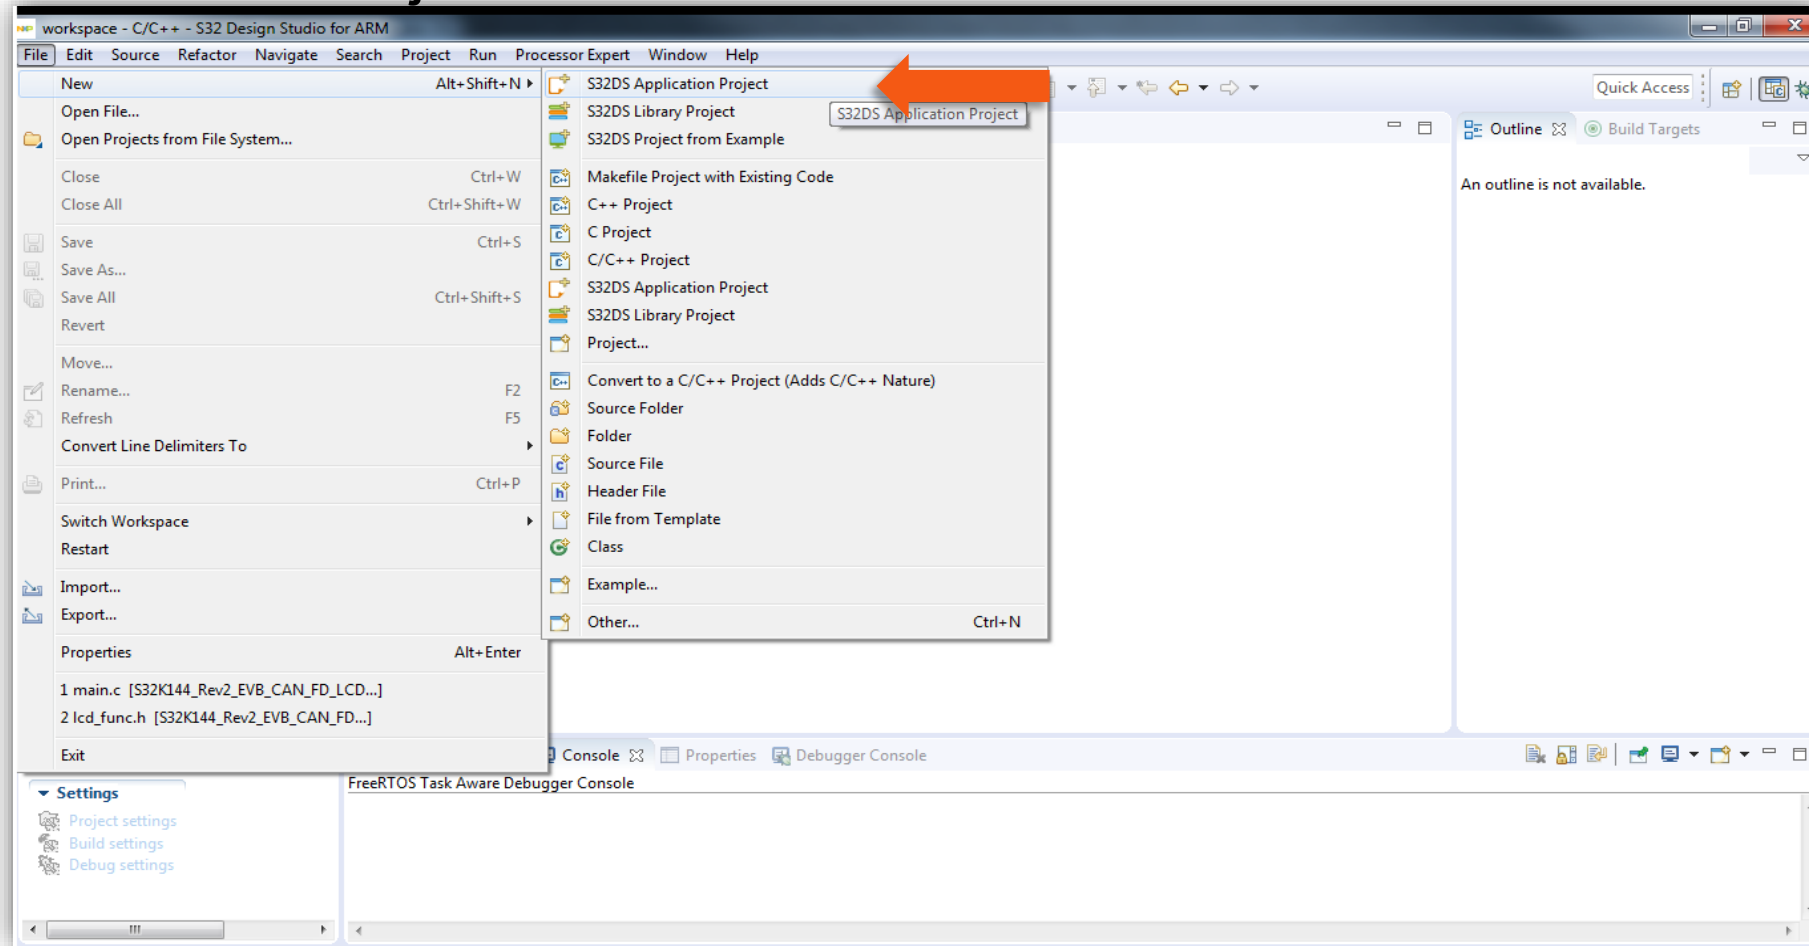 workspace - C/C++ - S32 Design Studio for ARM
File Edit Source Refactor Navigate Search Project Run Processor Expert Window Help
New Alt+Shift+N
Open File...
Open Projects from File System...
Close Ctrl+W
Close All Ctrl+Shift+W
Save Ctrl+S
Save As...
Save All Ctrl+Shift+S
Revert
Move...
Rename... F2
Refresh F5
Convert Line Delimiters To
Print... Ctrl+P
Switch Workspace
Restart
Import...
Export...
Properties Alt+Enter
1 main.c [S32K144_Rev2_EVB_CAN_FD_LCD...]
2 lcd_func.h [S32K144_Rev2_EVB_CAN_FD...]
Exit
S32DS Application Project
S32DS Library Project
S32DS Project from Example
Makefile Project with Existing Code
C++ Project
C Project
C/C++ Project
S32DS Application Project
S32DS Library Project
Project...
Convert to a C/C++ Project (Adds C/C++ Nature)
Source Folder
Folder
Source File
Header File
File from Template
Class
Example...
Other... Ctrl+N
S32DS Application Project
Quick Access
Outline Build Targets
An outline is not available.
Console Properties Debugger Console
FreeRTOS Task Aware Debugger Console
Settings
Project settings
Build settings
Debug settings